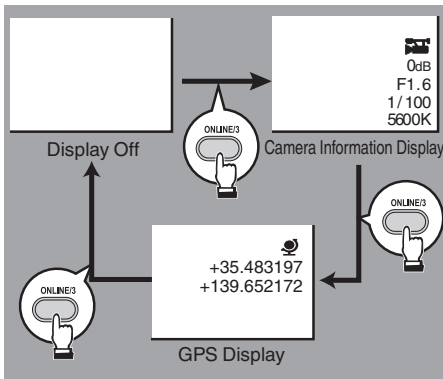 0dB
F1.6
1/100
5600K
ONLINE/3
Display Off
Camera Information Display
ONLINE/3
+35.483197
+139.652172
ONLINE/3
GPS Display